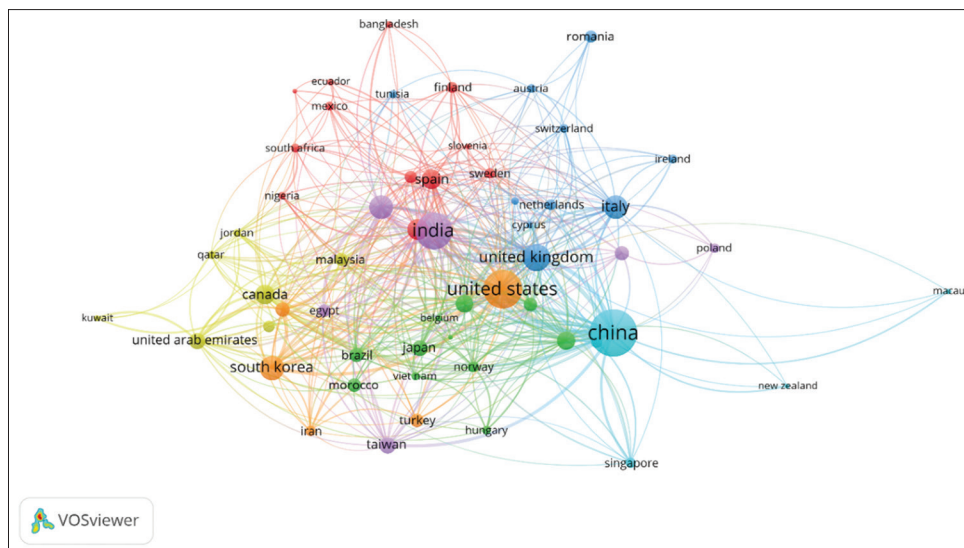 bangladesh
romania
ecuador
tunisia
finland
austria
mexico
switzerland
south africa
slovenia
ireland
spain
sweden
nigeria
netherlands
italy
cyprus
india
jordan
poland
qatar
malaysia
united kingdom
united states
macau
canada
egypt
belgium
kuwait
china
united arab emirates
brazil
japan
south korea
norway
viet nam
morocco
new zealand
turkey
iran
hungary
taiwan
singapore
VOSviewer